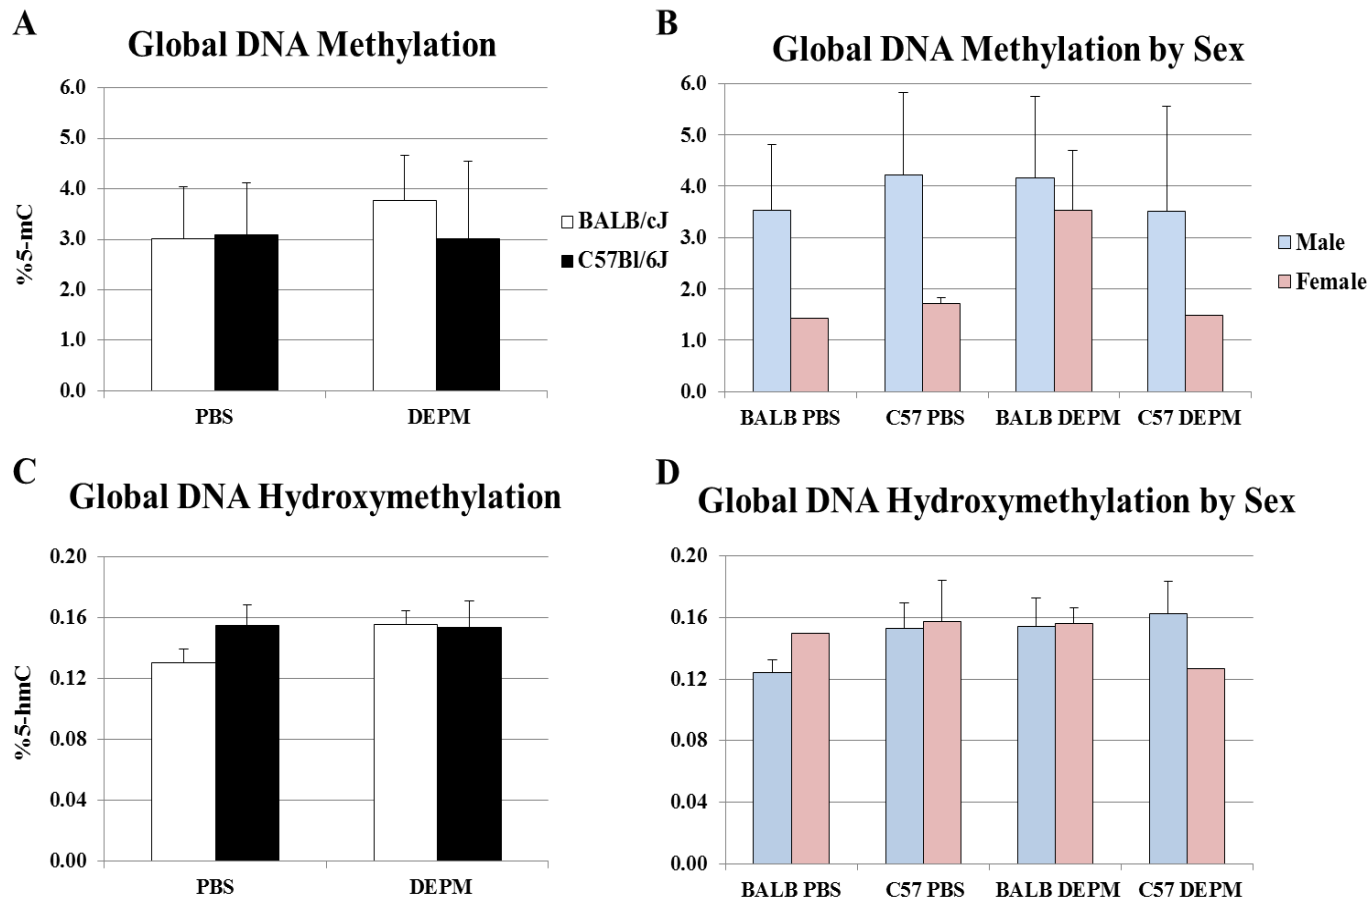 A
Global DNA Methylation
%5-mC
6.0
5.0
4.0
3.0
2.0
1.0
0.0
PBS
DEPM
BALB/cJ
C57Bl/6J
B
Global DNA Methylation by Sex
6.0
5.0
4.0
3.0
2.0
1.0
0.0
BALB PBS
C57 PBS
BALB DEPM
C57 DEPM
Male
Female
C
Global DNA Hydroxymethylation
%5-hmC
0.20
0.16
0.12
0.08
0.04
0.00
PBS
DEPM
D
Global DNA Hydroxymethylation by Sex
0.20
0.16
0.12
0.08
0.04
0.00
BALB PBS
C57 PBS
BALB DEPM
C57 DEPM